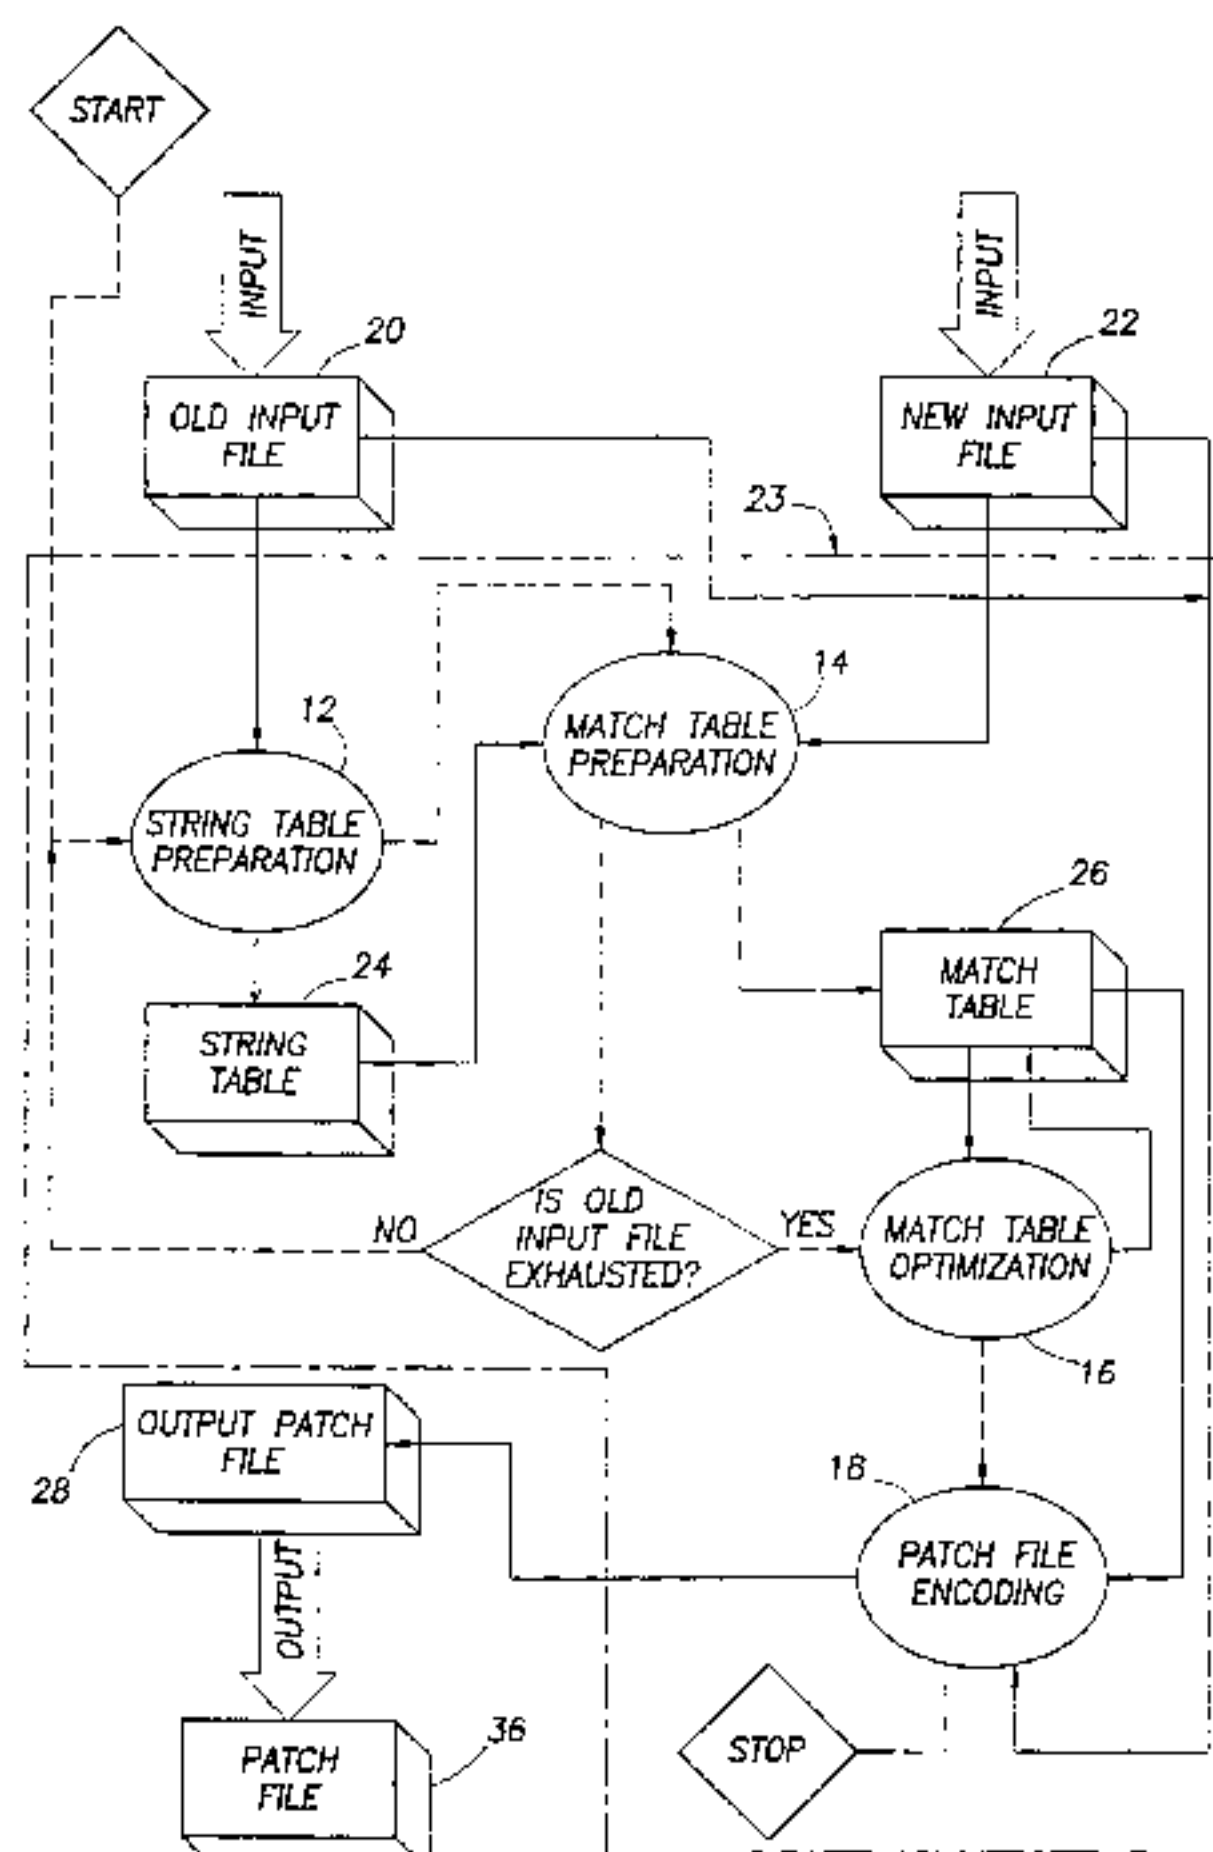 START
INPUT
INPUT
20
22
OLD INPUT
FILE
NEW INPUT
FILE
23
14
12
MATCH TABLE
PREPARATION
STRING TABLE
PREPARATION
26
24
MATCH
TABLE
STRING
TABLE
IS OLD
INPUT FILE
EXHAUSTED?
NO
YES
MATCH TABLE
OPTIMIZATION
16
OUTPUT PATCH
FILE
28
18
OUTPUT
PATCH FILE
ENCODING
36
STOP
PATCH
FILE